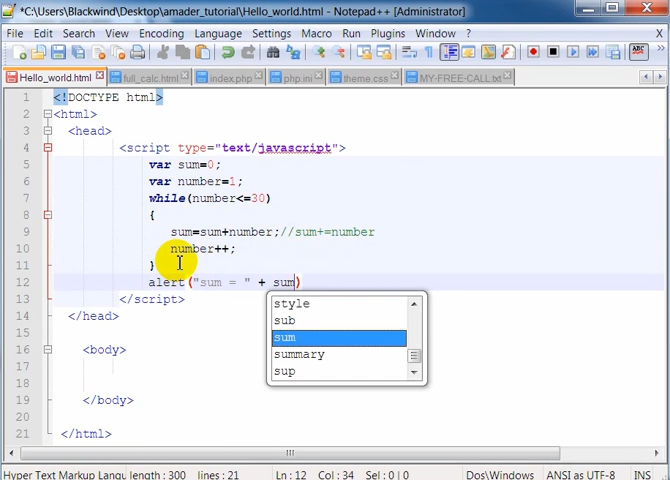 *C:\Users\Blackwind\Desktop\amader_tutorial\Hello_world.html - Notepad++ [Administrator]
File Edit Search View Encoding Language Settings Macro Run Plugins Window ?
Hello_world.html full_calc.html index.php php.ini theme.css MY-FREE-CALL.txt
1 <!DOCTYPE html>
2 <html>
3 <head>
4 <script type="text/javascript">
5 var sum=0;
6 var number=1;
7 while(number<=30)
8 {
9 sum=sum+number;//sum+=number
10 number++;
11 }
12 alert("sum = " + sum)
13 </script>
14 </head>
15
16 <body>
17
18
19 </body>
20
21 </html>
style
sub
sum
summary
sup
Hyper Text Markup Langu length : 300 lines : 21 Ln : 12 Col : 34 Sel : 0 | 0 Dos\Windows ANSI as UTF-8 INS